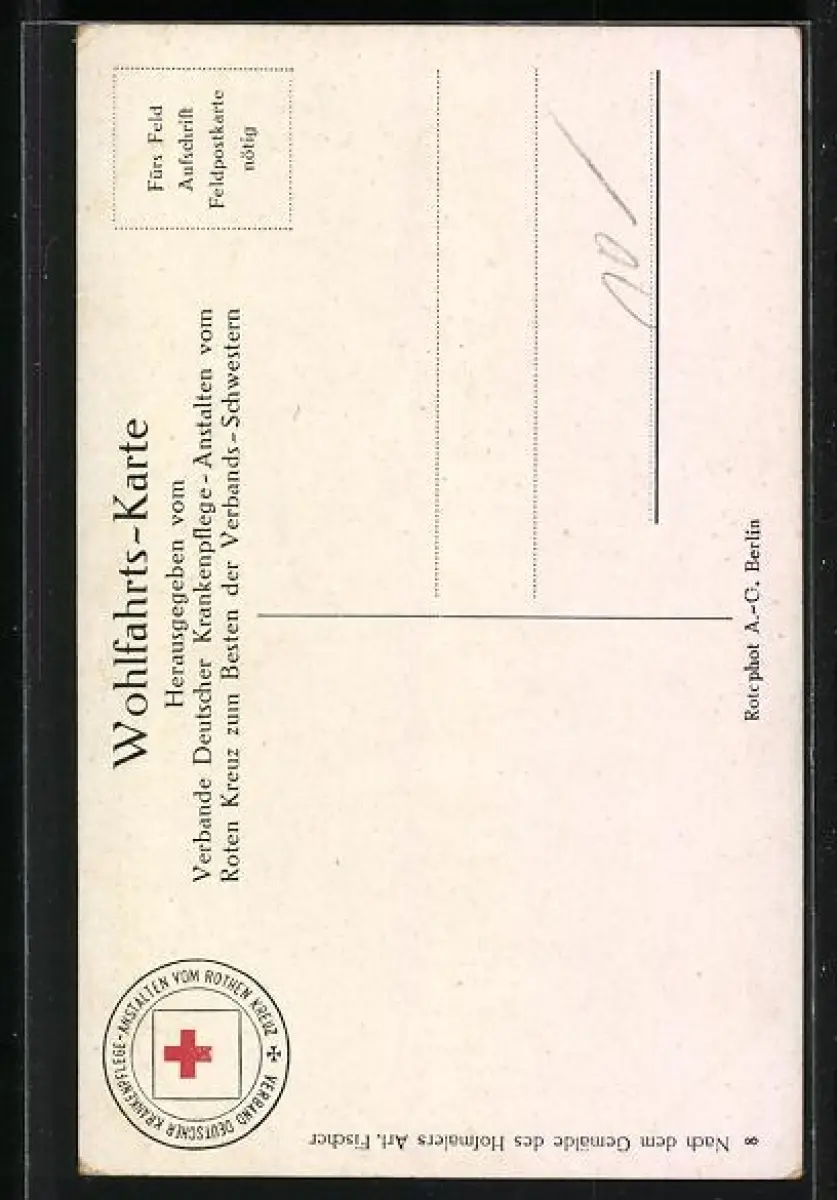 Wohlfahrts-Karte
Herausgegeben vom
Verbande Deutscher Krankenpflege-Anstalten vom
Roten Kreuz zum Besten der Verbands-Schwestern
Fürs Feld
Aufschrift
Feldpostkarte
nötig
VERBAND DEUTSCHER KRANKENPFLEGE-ANSTALTEN VOM ROTHEN KREUZ
8 Nach dem Gemälde des Hofmalers Art. Fischer
Rotophot A.-G. Berlin